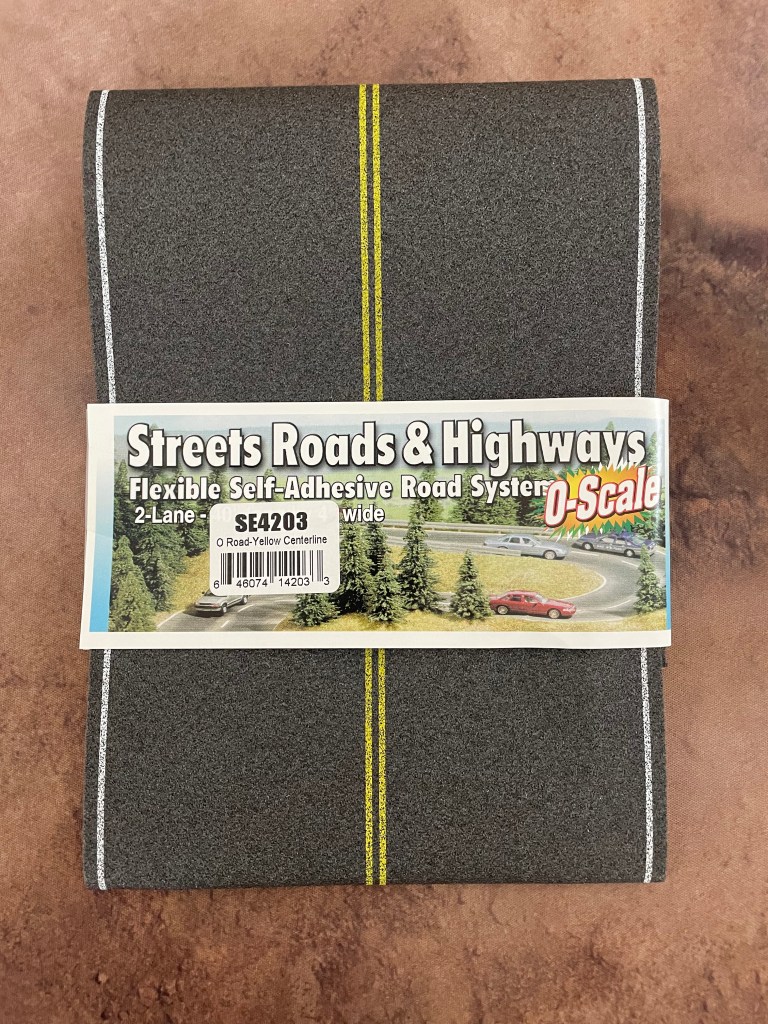 Streets Roads & Highways
Flexible Self-Adhesive Road System
O-Scale
2-Lane - wide
SE4203
O Road-Yellow Centerline
6 46074 14203 3